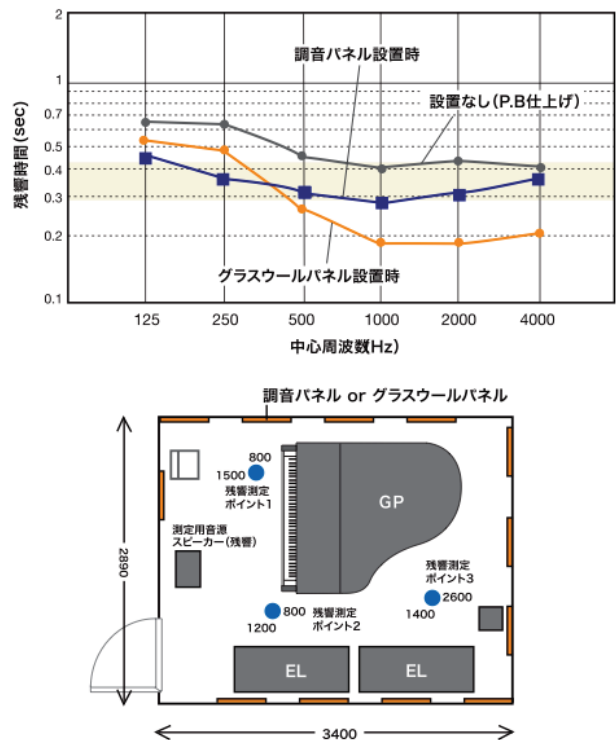 2
調音パネル設置時
1
設置なし(P.B仕上げ)
0.7
0.5
0.4
0.3
0.2
0.1
残響時間(sec)
グラスウールパネル設置時
125 250 500 1000 2000 4000
中心周波数(Hz)
調音パネル or グラスウールパネル
800
1500
残響測定
ポイント1
GP
測定用音源
スピーカー(残響)
2890
残響測定
ポイント3
2600
1400
800
1200
残響測定
ポイント2
EL
EL
3400